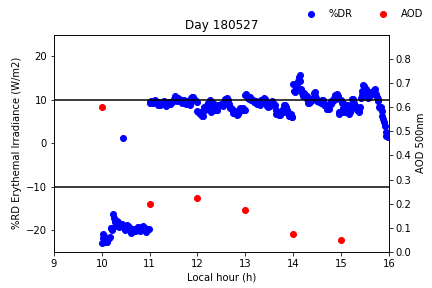 %DR AOD
Day 180527
%RD Erythemal Irradiance (W/m2)
20
10
0
−10
−20
0.8
0.7
0.6
0.5
0.4
0.3
0.2
0.1
0.0
AOD 500nm
9 10 11 12 13 14 15 16
Local hour (h)